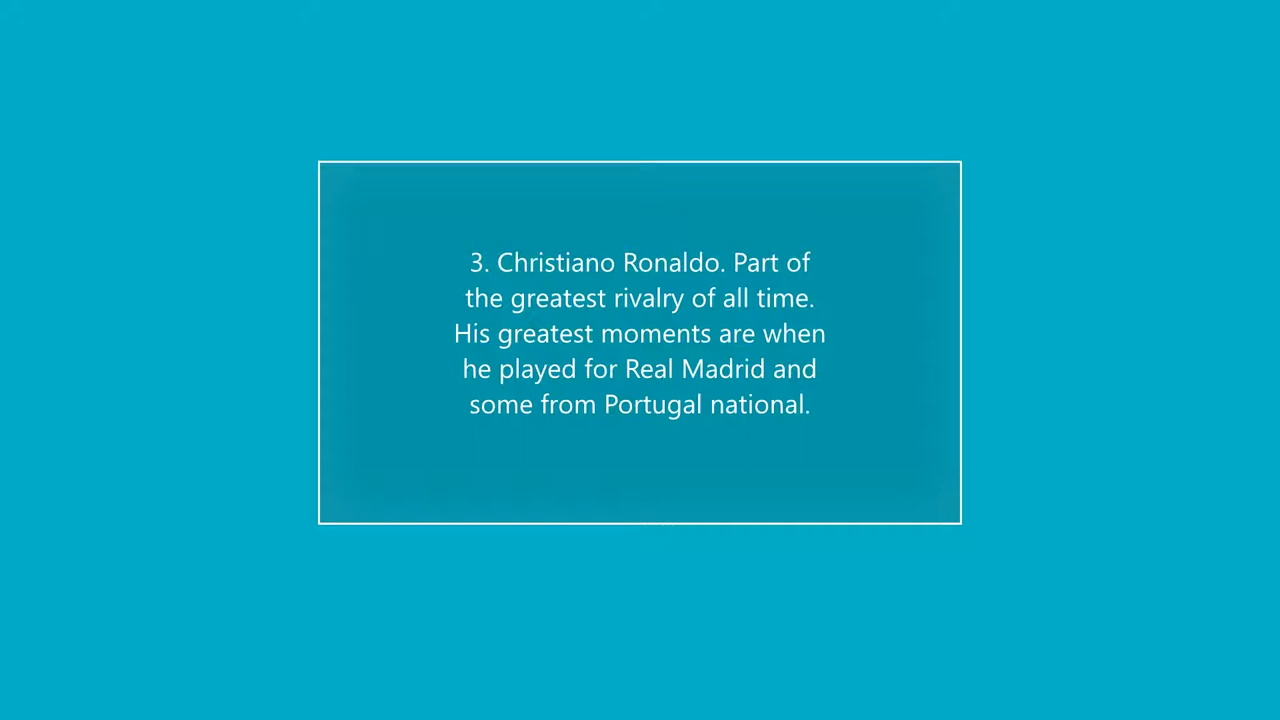 3. Christiano Ronaldo. Part of
the greatest rivalry of all time.
His greatest moments are when
he played for Real Madrid and
some from Portugal national.